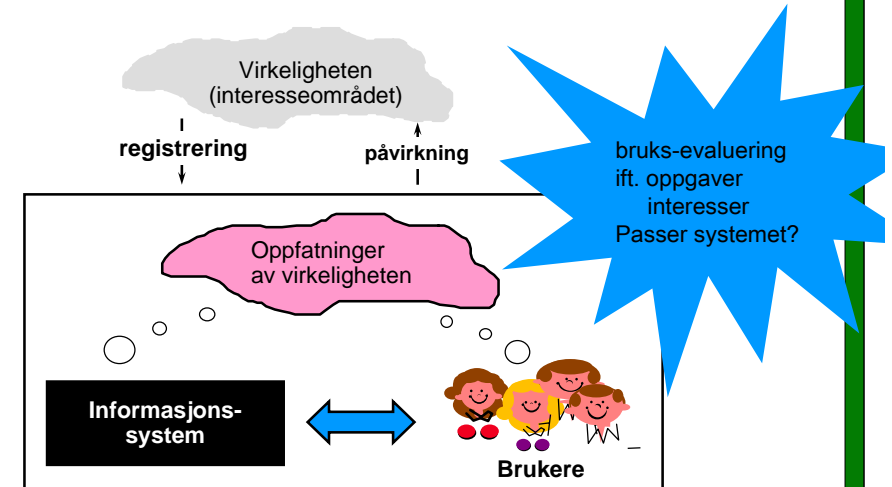 Virkeligheten
(interesseområdet)
registrering
påvirkning
bruks-evaluering
ift. oppgaver
interesser
Passer systemet?
Oppfatninger
av virkeligheten
Informasjons-
system
Brukere